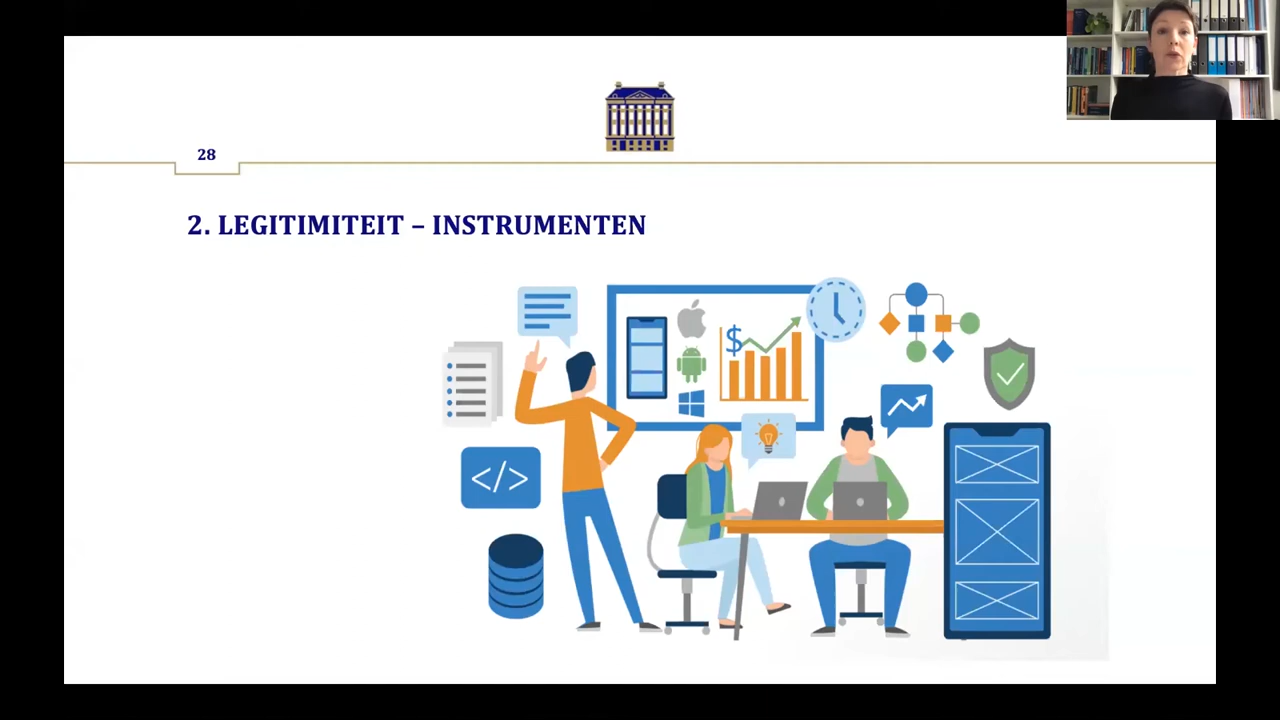 28
2. LEGITIMITEIT – INSTRUMENTEN
$
</>